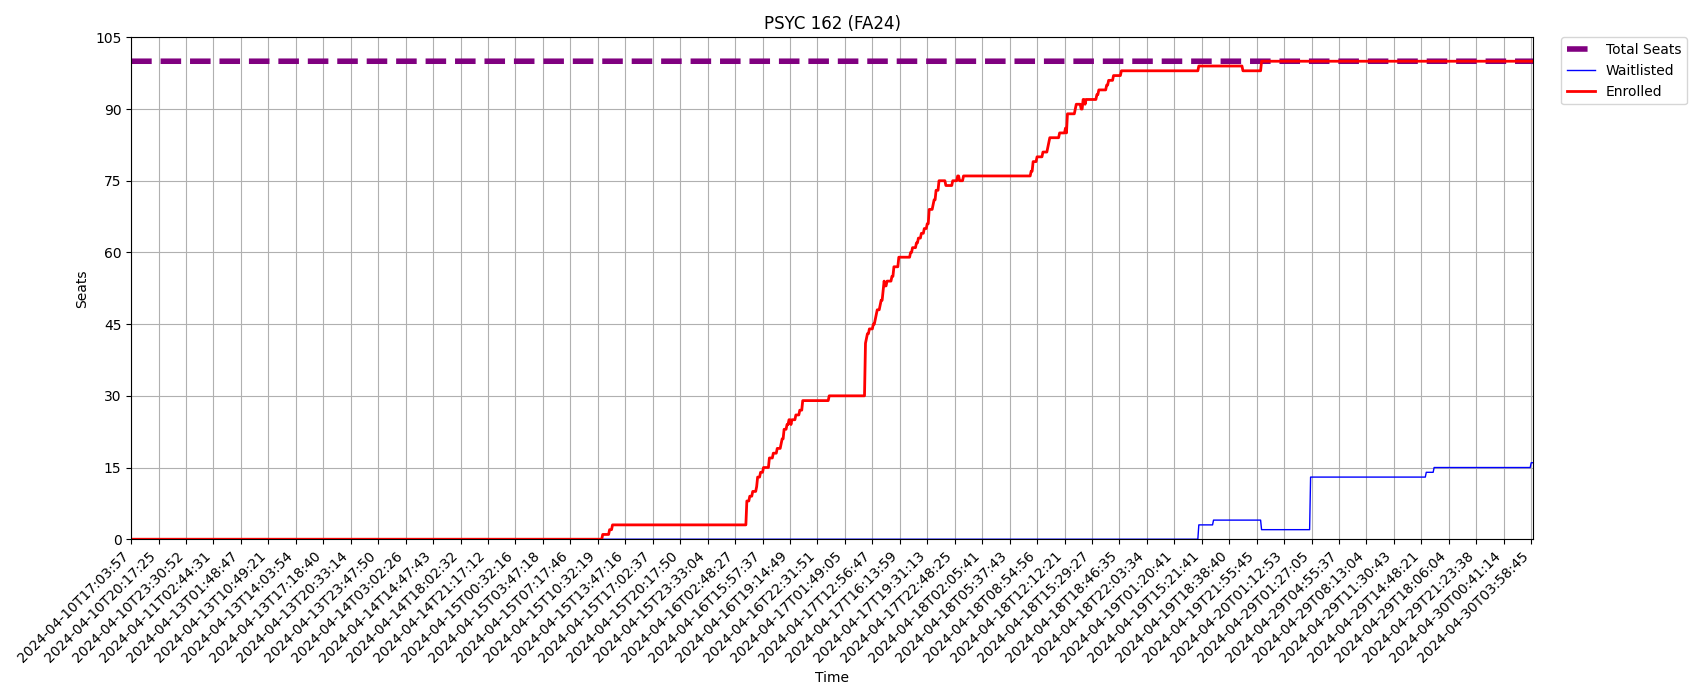 PSYC 162 (FA24)
Total Seats
Waitlisted
Enrolled
Seats
105
90
75
60
45
30
15
0
2024-04-10T17:03:57
2024-04-10T20:17:25
2024-04-10T23:30:52
2024-04-11T02:44:31
2024-04-13T01:48:47
2024-04-13T10:49:21
2024-04-13T14:03:54
2024-04-13T17:18:40
2024-04-13T20:33:14
2024-04-13T23:47:50
2024-04-14T03:02:26
2024-04-14T14:47:43
2024-04-14T18:02:32
2024-04-14T21:17:12
2024-04-15T00:32:16
2024-04-15T03:47:18
2024-04-15T07:17:46
2024-04-15T10:32:19
2024-04-15T13:47:16
2024-04-15T17:02:37
2024-04-15T20:17:50
2024-04-15T23:33:04
2024-04-16T02:48:27
2024-04-16T15:57:37
2024-04-16T19:14:49
2024-04-16T22:31:51
2024-04-17T01:49:05
2024-04-17T12:56:47
2024-04-17T16:13:59
2024-04-17T19:31:13
2024-04-17T22:48:25
2024-04-18T02:05:41
2024-04-18T05:37:43
2024-04-18T08:54:56
2024-04-18T12:12:21
2024-04-18T15:29:27
2024-04-18T18:46:35
2024-04-18T22:03:34
2024-04-19T01:20:41
2024-04-19T15:21:41
2024-04-19T18:38:40
2024-04-19T21:55:45
2024-04-20T01:12:53
2024-04-29T01:27:05
2024-04-29T04:55:37
2024-04-29T08:13:04
2024-04-29T11:30:43
2024-04-29T14:48:21
2024-04-29T18:06:04
2024-04-29T21:23:38
2024-04-30T00:41:14
2024-04-30T03:58:45
Time